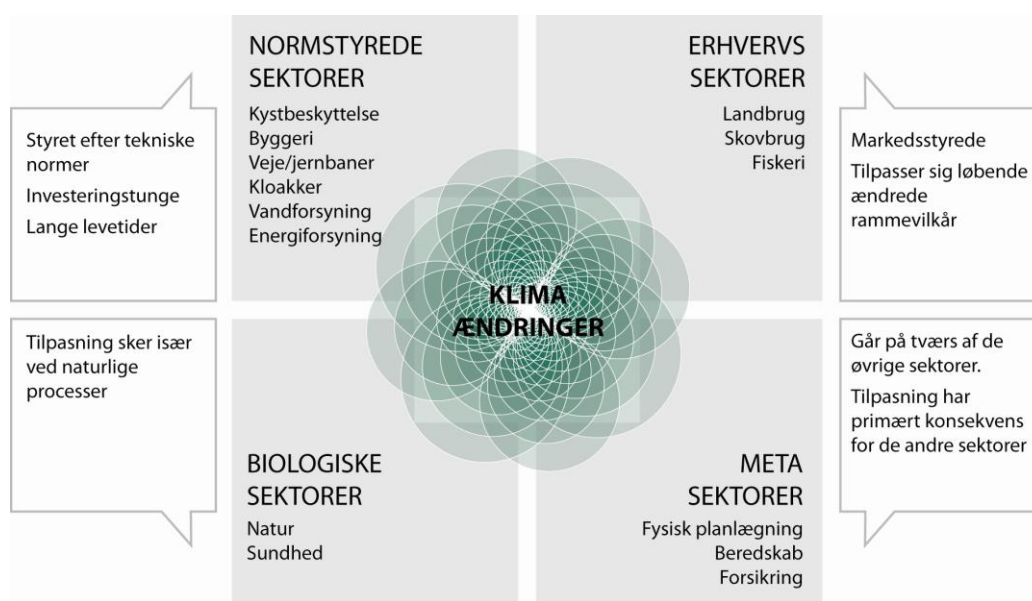 NORMSTYREDE
SEKTORER
Kystbeskyttelse
Byggeri
Veje/jernbaner
Kloakker
Vandforsyning
Energiforsyning
ERHVERVS
SEKTORER
Landbrug
Skovbrug
Fiskeri
Styret efter tekniske
normer
Investeringstunge
Lange levetider
Markedsstyrede
Tilpasser sig løbende
ændrede
rammevilkår
KLIMA
ÆNDRINGER
Tilpasning sker især
ved naturlige
processer
Går på tværs af de
øvrige sektorer.
Tilpasning har
primært konsekvens
for de andre sektorer
BIOLOGISKE
SEKTORER
Natur
Sundhed
META
SEKTORER
Fysisk planlægning
Beredskab
Forsikring